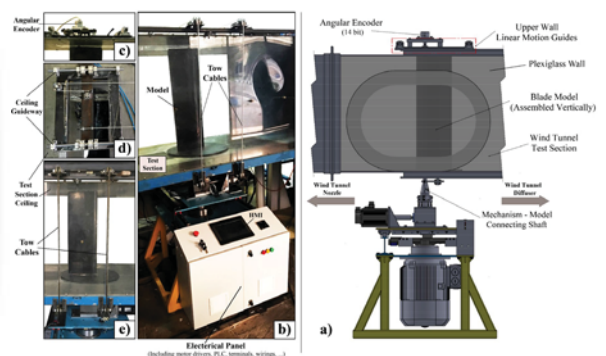 Angular
Encoder
c)
Ceiling
Guideway
d)
Test
Section
Ceiling
Tow
Cables
e)
Tow
Cables
Model
Test
Section
HMI
b)
Electerical Panel
(Including motor drivers, PLC, terminals, wirings, ...)
Angular Encoder
(14 bit)
Upper Wall
Linear Motion Guides
Plexiglass Wall
Blade Model
(Assembled Vertically)
Wind Tunnel
Test Section
Wind Tunnel
Nozzle
Wind Tunnel
Diffuser
Mechanism - Model
Connecting Shaft
a)